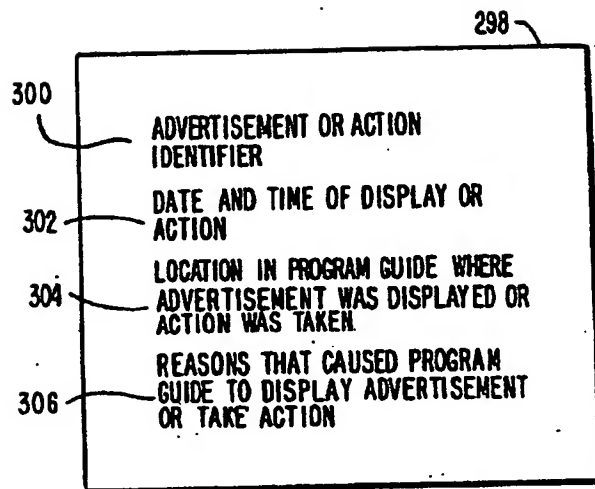 298
300
ADVERTISEMENT OR ACTION
IDENTIFIER
DATE AND TIME OF DISPLAY OR
302
ACTION
LOCATION IN PROGRAM GUIDE WHERE
304
ADVERTISEMENT WAS DISPLAYED OR
ACTION WAS TAKEN
REASONS THAT CAUSED PROGRAM
GUIDE TO DISPLAY ADVERTISEMENT
306
OR TAKE ACTION